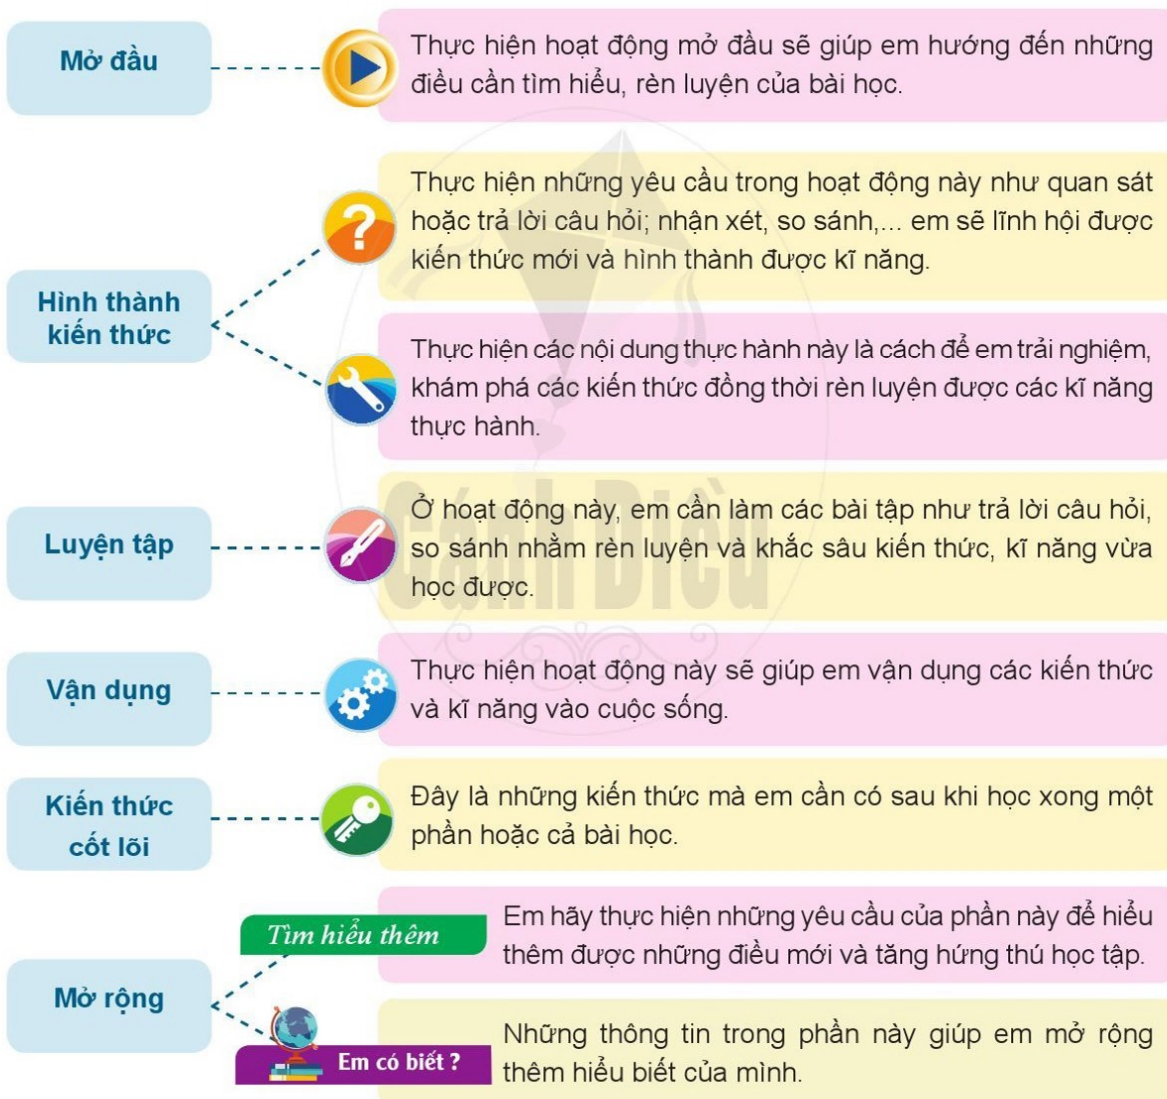 Mở đầu
Thực hiện hoạt động mở đầu sẽ giúp em hướng đến những
điều cần tìm hiểu, rèn luyện của bài học.
Hình thành
kiến thức
?
Thực hiện những yêu cầu trong hoạt động này như quan sát
hoặc trả lời câu hỏi; nhận xét, so sánh,... em sẽ lĩnh hội được
kiến thức mới và hình thành được kĩ năng.
Thực hiện các nội dung thực hành này là cách để em trải nghiệm,
khám phá các kiến thức đồng thời rèn luyện được các kĩ năng
thực hành.
Luyện tập
Ở hoạt động này, em cần làm các bài tập như trả lời câu hỏi,
so sánh nhằm rèn luyện và khắc sâu kiến thức, kĩ năng vừa
học được.
Cánh Diều
Vận dụng
Thực hiện hoạt động này sẽ giúp em vận dụng các kiến thức
và kĩ năng vào cuộc sống.
Kiến thức
cốt lõi
Đây là những kiến thức mà em cần có sau khi học xong một
phần hoặc cả bài học.
Mở rộng
Tìm hiểu thêm
Em hãy thực hiện những yêu cầu của phần này để hiểu
thêm được những điều mới và tăng hứng thú học tập.
Em có biết ?
Những thông tin trong phần này giúp em mở rộng
thêm hiểu biết của mình.